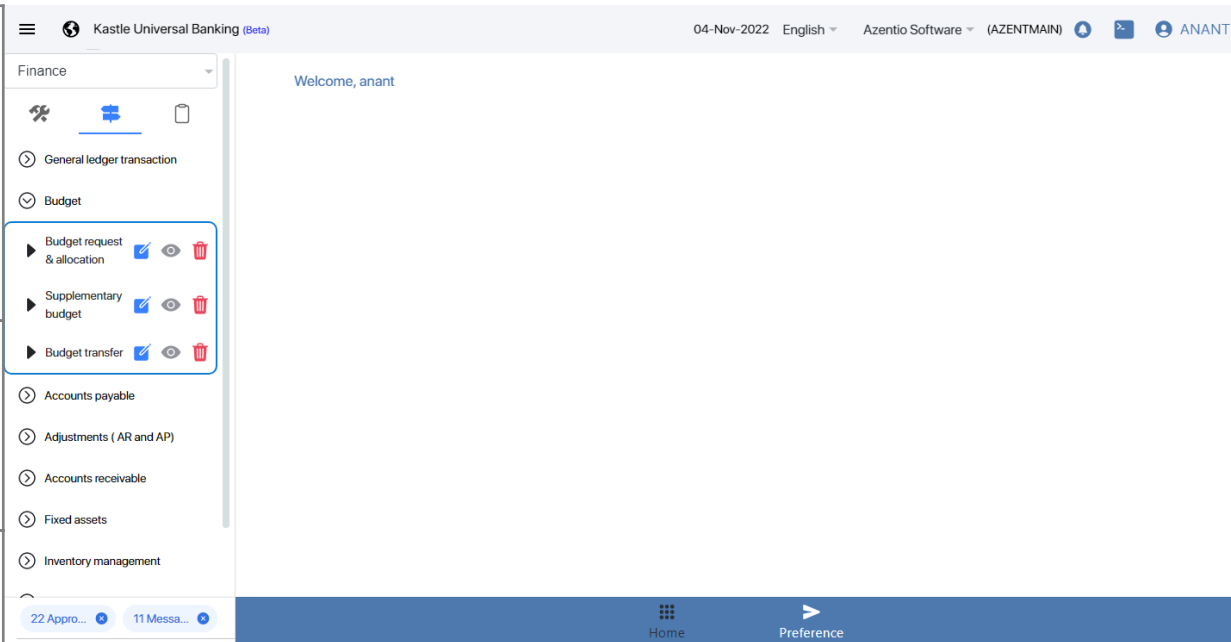 Kastle Universal Banking (Beta)
04-Nov-2022 English Azentio Software (AZENTMAIN) ANANT
Finance
Welcome, anant
General ledger transaction
Budget
Budget request
& allocation
Supplementary
budget
Budget transfer
Accounts payable
Adjustments ( AR and AP)
Accounts receivable
Fixed assets
Inventory management
22 Appro... 11 Messa...
Home Preference